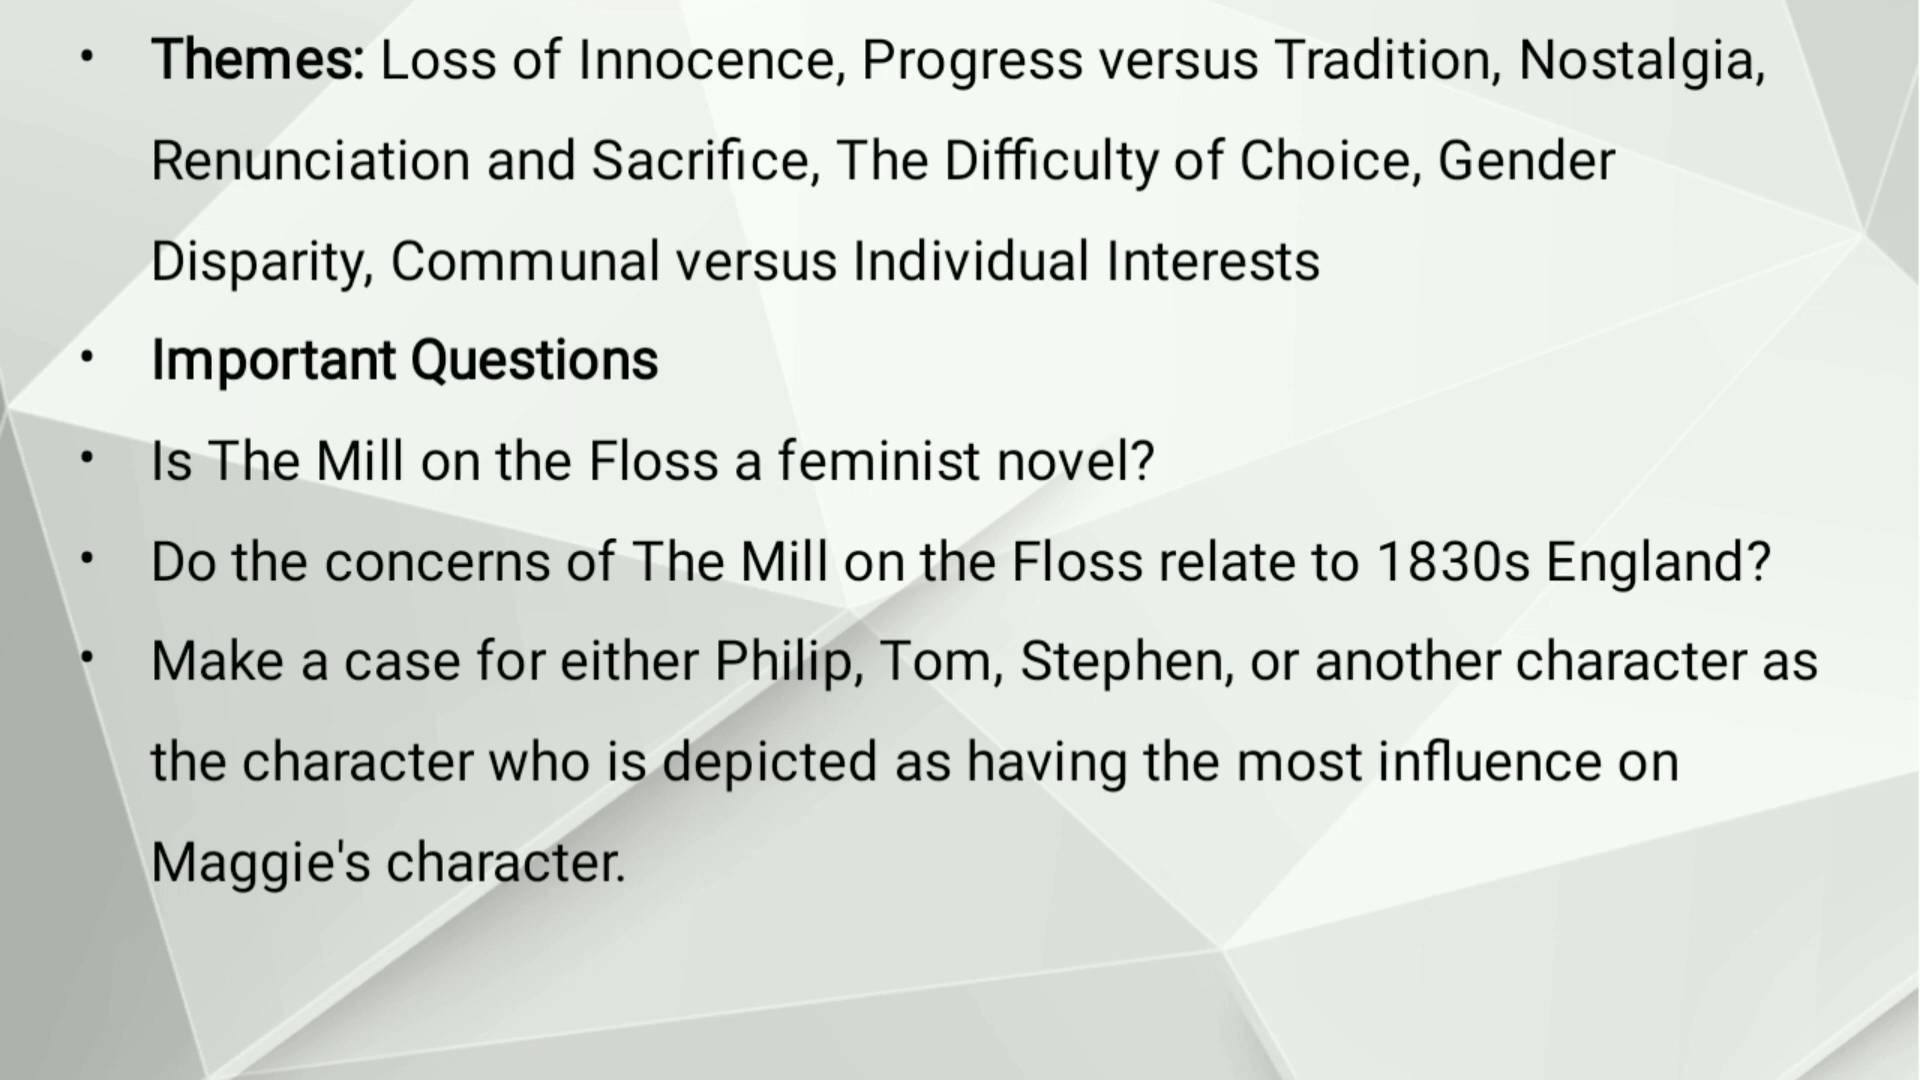 • Themes: Loss of Innocence, Progress versus Tradition, Nostalgia,
Renunciation and Sacrifice, The Difficulty of Choice, Gender
Disparity, Communal versus Individual Interests
• Important Questions
• Is The Mill on the Floss a feminist novel?
• Do the concerns of The Mill on the Floss relate to 1830s England?
• Make a case for either Philip, Tom, Stephen, or another character as
the character who is depicted as having the most influence on
Maggie's character.